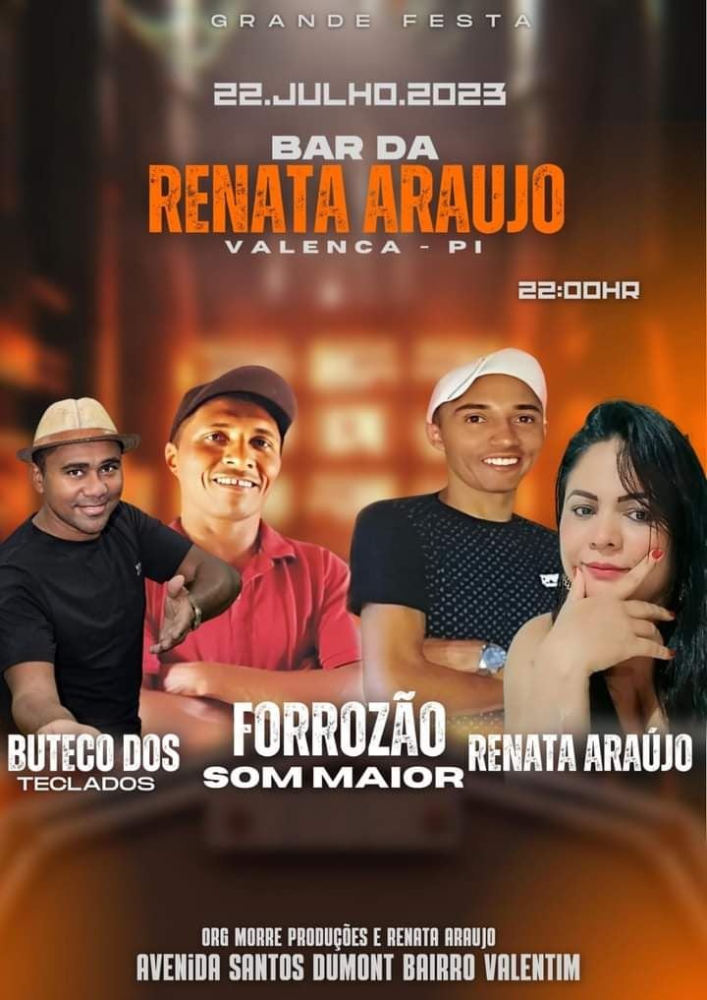 GRANDE FESTA
22.JULHO.2023
BAR DA
RENATA ARAUJO
VALENCA - PI
22:00HR
BUTECO DOS
TECLADOS
FORROZÃO
SOM MAIOR
RENATA ARAÚJO
ORG MORRE PRODUÇÕES E RENATA ARAUJO
AVENiDA SANTOS DUMONT BAIRRO VALENTIM